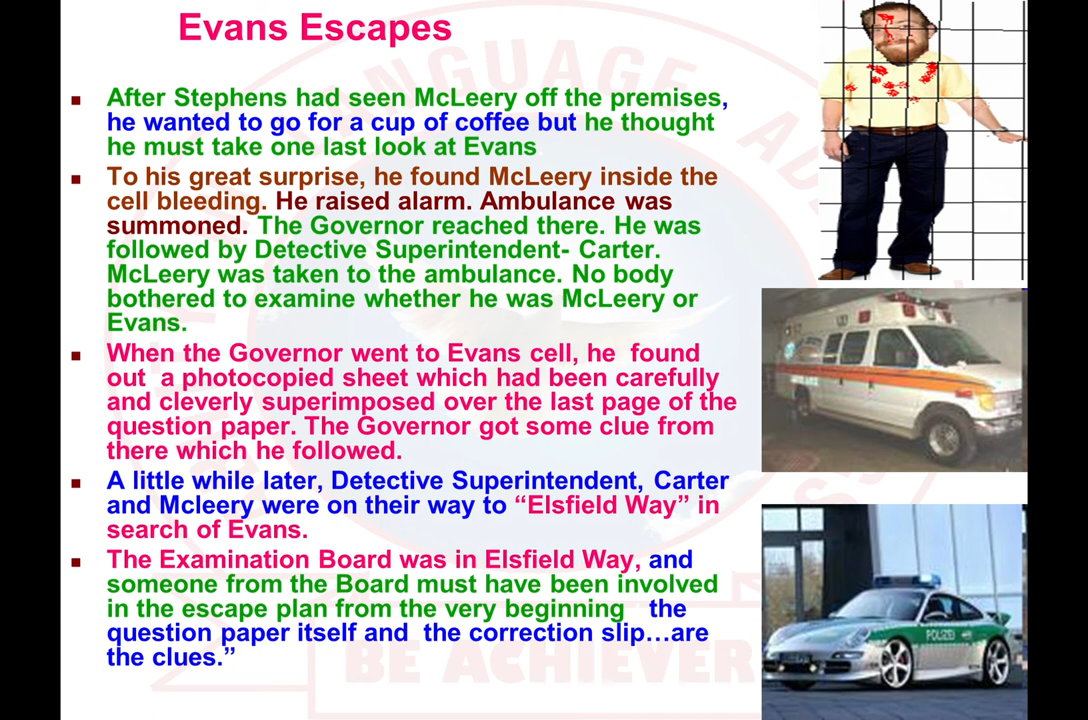 Evans Escapes
After Stephens had seen McLeery off the premises,
he wanted to go for a cup of coffee but he thought
he must take one last look at Evans
To his great surprise, he found McLeery inside the
cell bleeding. He raised alarm. Ambulance was
summoned. The Governor reached there. He was
followed by Detective Superintendent- Carter.
McLeery was taken to the ambulance. No body
bothered to examine whether he was McLeery or
Evans.
When the Governor went to Evans cell, he found
out a photocopied sheet which had been carefully
and cleverly superimposed over the last page of the
question paper. The Governor got some clue from
there which he followed.
A little while later, Detective Superintendent, Carter
and Mcleery were on their way to “Elsfield Way” in
search of Evans.
The Examination Board was in Elsfield Way, and
someone from the Board must have been involved
in the escape plan from the very beginning the
question paper itself and the correction slip…are
the clues.”
BE ACHIEVER
POLIZEI